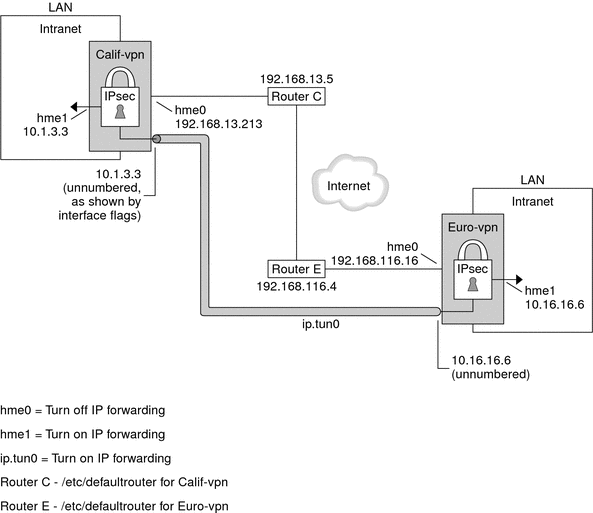 LAN
Intranet
Calif-vpn
IPsec
hme1
10.1.3.3
hme0
192.168.13.213
192.168.13.5
Router C
10.1.3.3
(unnumbered,
as shown by
interface flags)
Internet
LAN
Intranet
Euro-vpn
IPsec
hme0
192.168.116.16
Router E
192.168.116.4
hme1
10.16.16.6
ip.tun0
10.16.16.6
(unnumbered)
hme0 = Turn off IP forwarding
hme1 = Turn on IP forwarding
ip.tun0 = Turn on IP forwarding
Router C - /etc/defaultrouter for Calif-vpn
Router E - /etc/defaultrouter for Euro-vpn